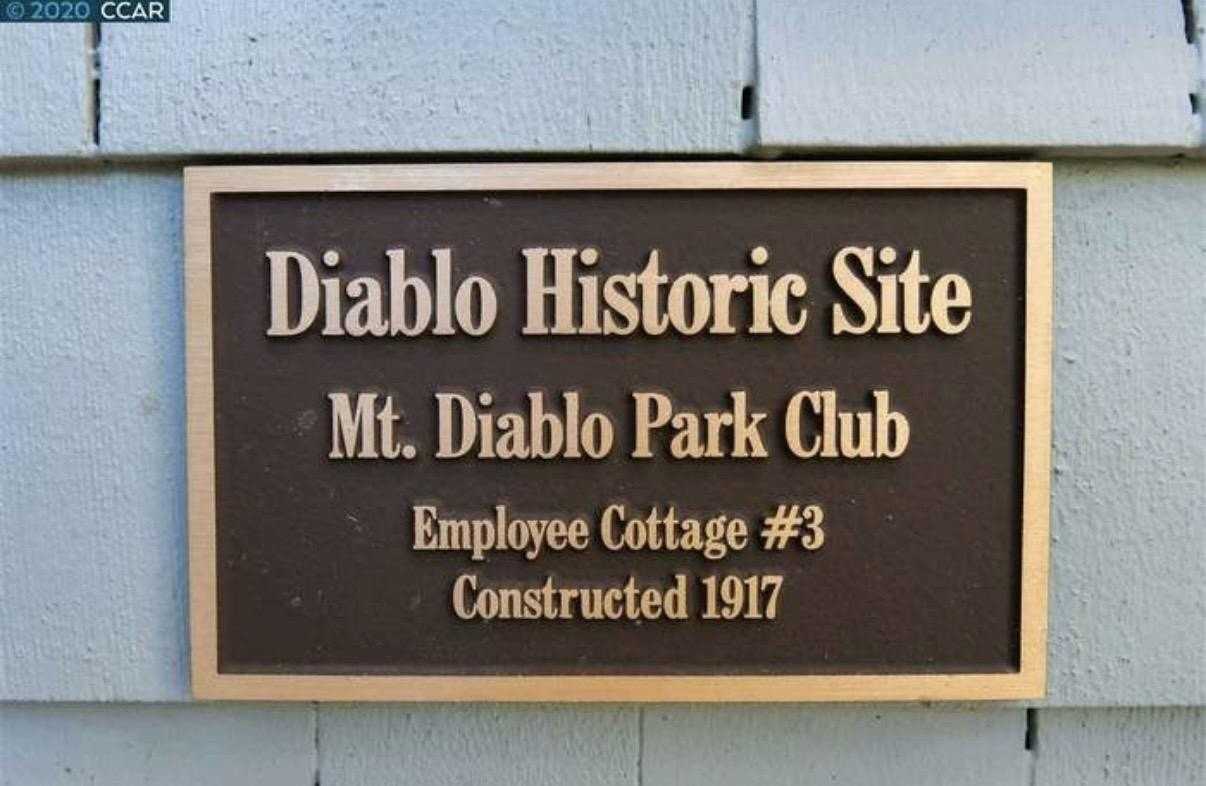 © 2020 CCAR
Diablo Historic Site
Mt. Diablo Park Club
Employee Cottage #3
Constructed 1917